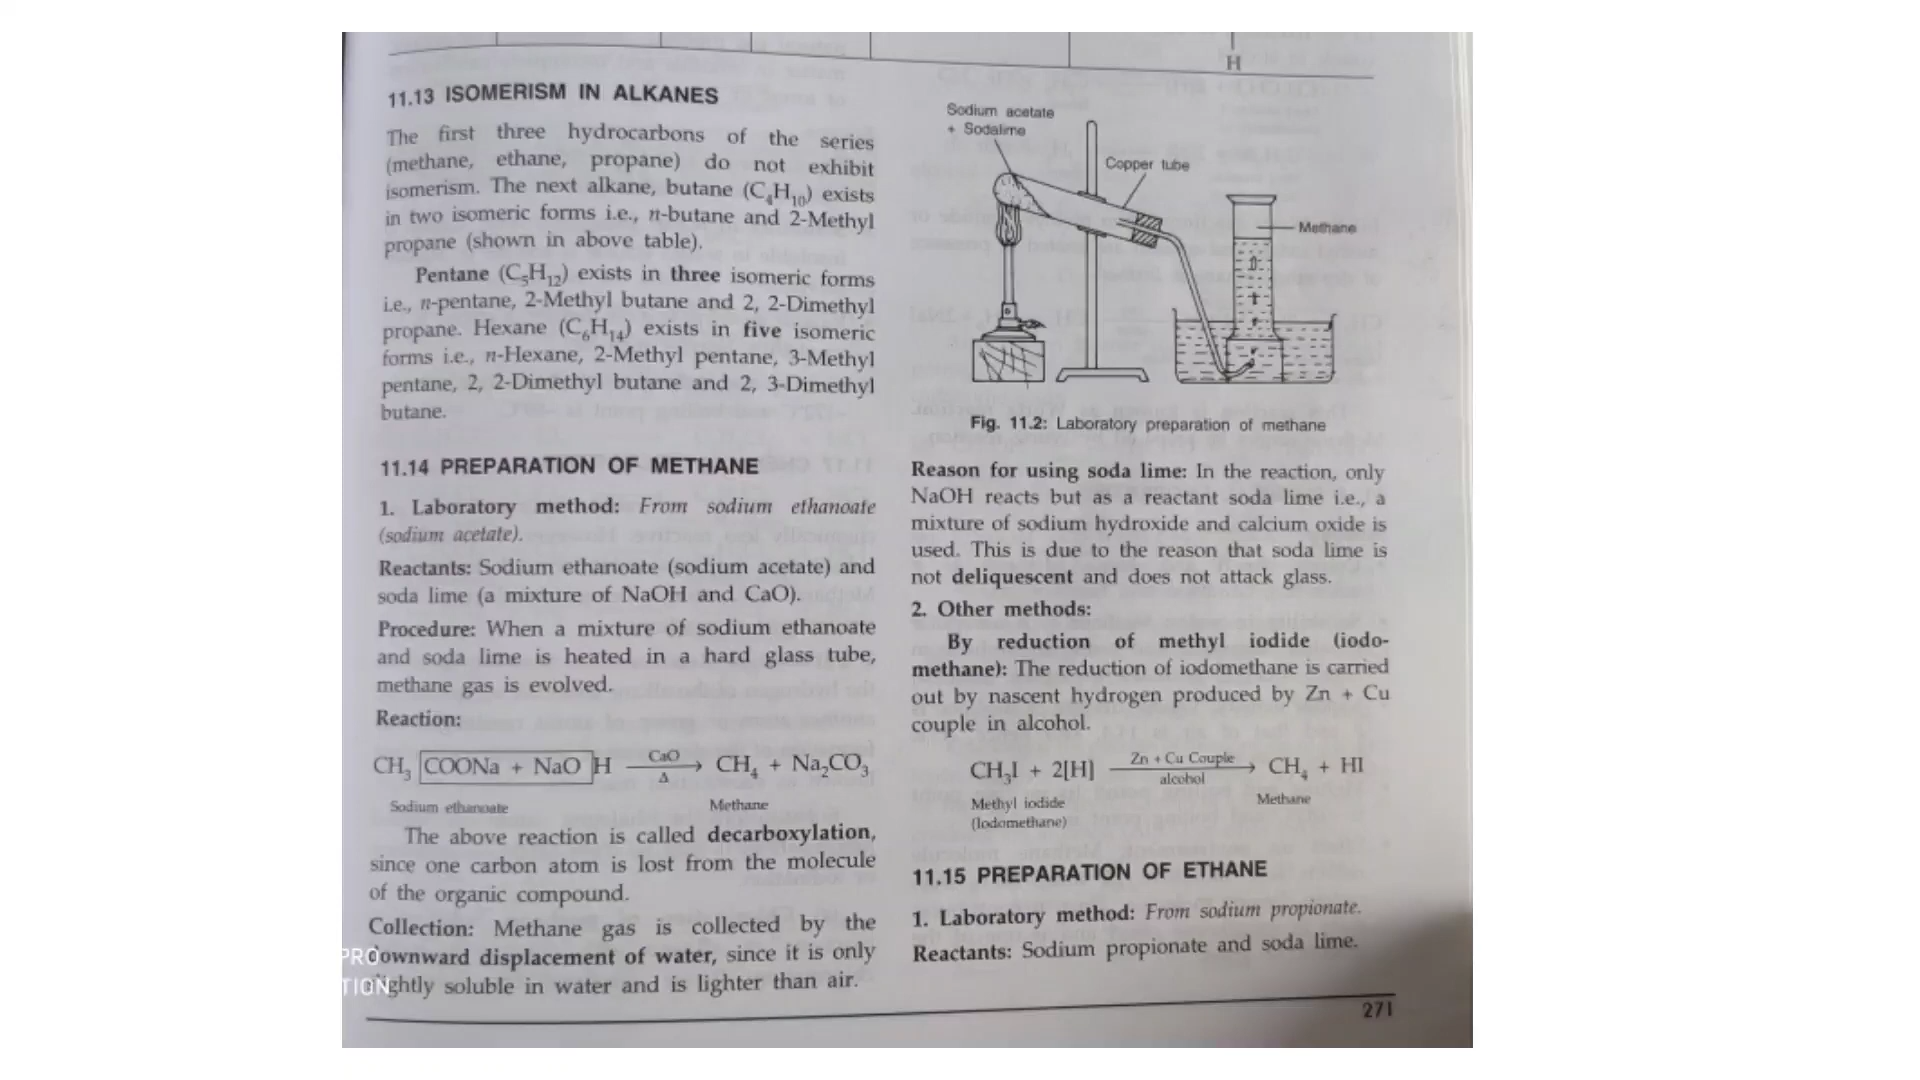 H
11.13 ISOMERISM IN ALKANES
The first three hydrocarbons of the series
(methane, ethane, propane) do not exhibit
isomerism. The next alkane, butane (C₄H₁₀) exists
in two isomeric forms i.e., n-butane and 2-Methyl
propane (shown in above table).
Pentane (C₅H₁₂) exists in three isomeric forms
i.e., n-pentane, 2-Methyl butane and 2, 2-Dimethyl
propane. Hexane (C₆H₁₄) exists in five isomeric
forms i.e., n-Hexane, 2-Methyl pentane, 3-Methyl
pentane, 2, 2-Dimethyl butane and 2, 3-Dimethyl
butane.
11.14 PREPARATION OF METHANE
1. Laboratory method: From sodium ethanoate
(sodium acetate).
Reactants: Sodium ethanoate (sodium acetate) and
soda lime (a mixture of NaOH and CaO).
Procedure: When a mixture of sodium ethanoate
and soda lime is heated in a hard glass tube,
methane gas is evolved.
Reaction:
CH₃ COONa + NaO H CaO Δ → CH₄ + Na₂CO₃
Sodium ethanoate Methane
The above reaction is called decarboxylation,
since one carbon atom is lost from the molecule
of the organic compound.
Collection: Methane gas is collected by the
downward displacement of water, since it is only
slightly soluble in water and is lighter than air.
PRO
TION
Sodium acetate
+ Sodalime
Copper tube
Methane
Fig. 11.2: Laboratory preparation of methane
Reason for using soda lime: In the reaction, only
NaOH reacts but as a reactant soda lime i.e., a
mixture of sodium hydroxide and calcium oxide is
used. This is due to the reason that soda lime is
not deliquescent and does not attack glass.
2. Other methods:
By reduction of methyl iodide (iodo-
methane): The reduction of iodomethane is carried
out by nascent hydrogen produced by Zn + Cu
couple in alcohol.
CH₃I + 2[H] Zn + Cu Couple alcohol → CH₄ + HI
Methyl iodide Methane
(Iodomethane)
11.15 PREPARATION OF ETHANE
1. Laboratory method: From sodium propionate.
Reactants: Sodium propionate and soda lime.
271